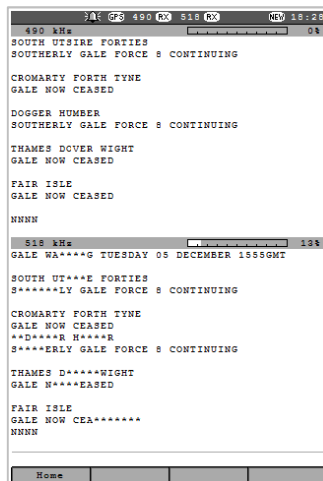 GPS 490 RX 518 RX NEW 18:28
490 kHz 0%
SOUTH UTSIRE FORTIES
SOUTHERLY GALE FORCE 8 CONTINUING
CROMARTY FORTH TYNE
GALE NOW CEASED
DOGGER HUMBER
SOUTHERLY GALE FORCE 8 CONTINUING
THAMES DOVER WIGHT
GALE NOW CEASED
FAIR ISLE
GALE NOW CEASED
NNNN
518 kHz 13%
GALE WA****G TUESDAY 05 DECEMBER 1555GMT
SOUTH UT***E FORTIES
S******LY GALE FORCE 8 CONTINUING
CROMARTY FORTH TYNE
GALE NOW CEASED
**D****R H****R
S****ERLY GALE FORCE 8 CONTINUING
THAMES D*****WIGHT
GALE N****EASED
FAIR ISLE
GALE NOW CEA*******
NNNN
Home